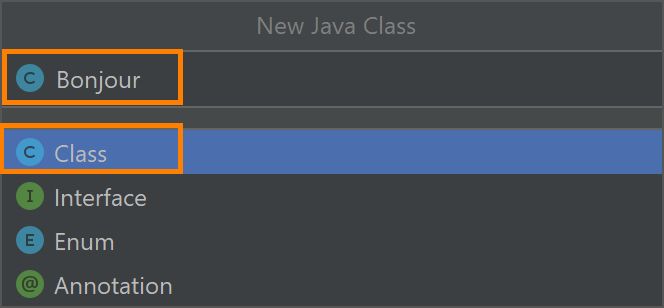 New Java Class
C Bonjour
C Class
I Interface
E Enum
@ Annotation